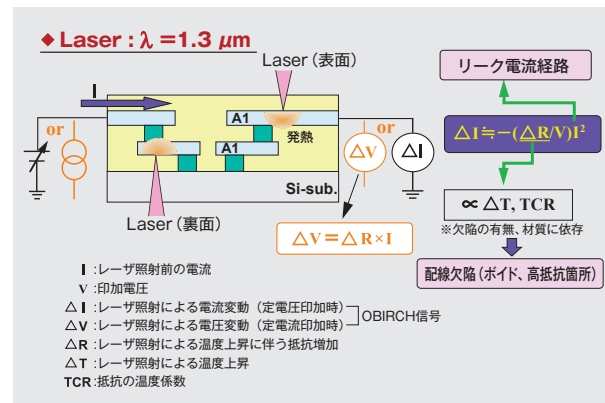 ◆Laser : λ =1.3 μm
Laser（表面）
リーク電流経路
I
or
A1
発熱
A1
or
△V
△I
△I≒−(△R/V)I²
Si-sub.
Laser（裏面）
△V＝△R×I
∝ △T, TCR
※欠陥の有無、材質に依存
配線欠陥（ボイド、高抵抗箇所）
I :レーザ照射前の電流
V :印加電圧
△ I :レーザ照射による電流変動（定電圧印加時）
△ V :レーザ照射による電圧変動（定電流印加時）
OBIRCH信号
△ R :レーザ照射による温度上昇に伴う抵抗増加
△ T :レーザ照射による温度上昇
TCR :抵抗の温度係数